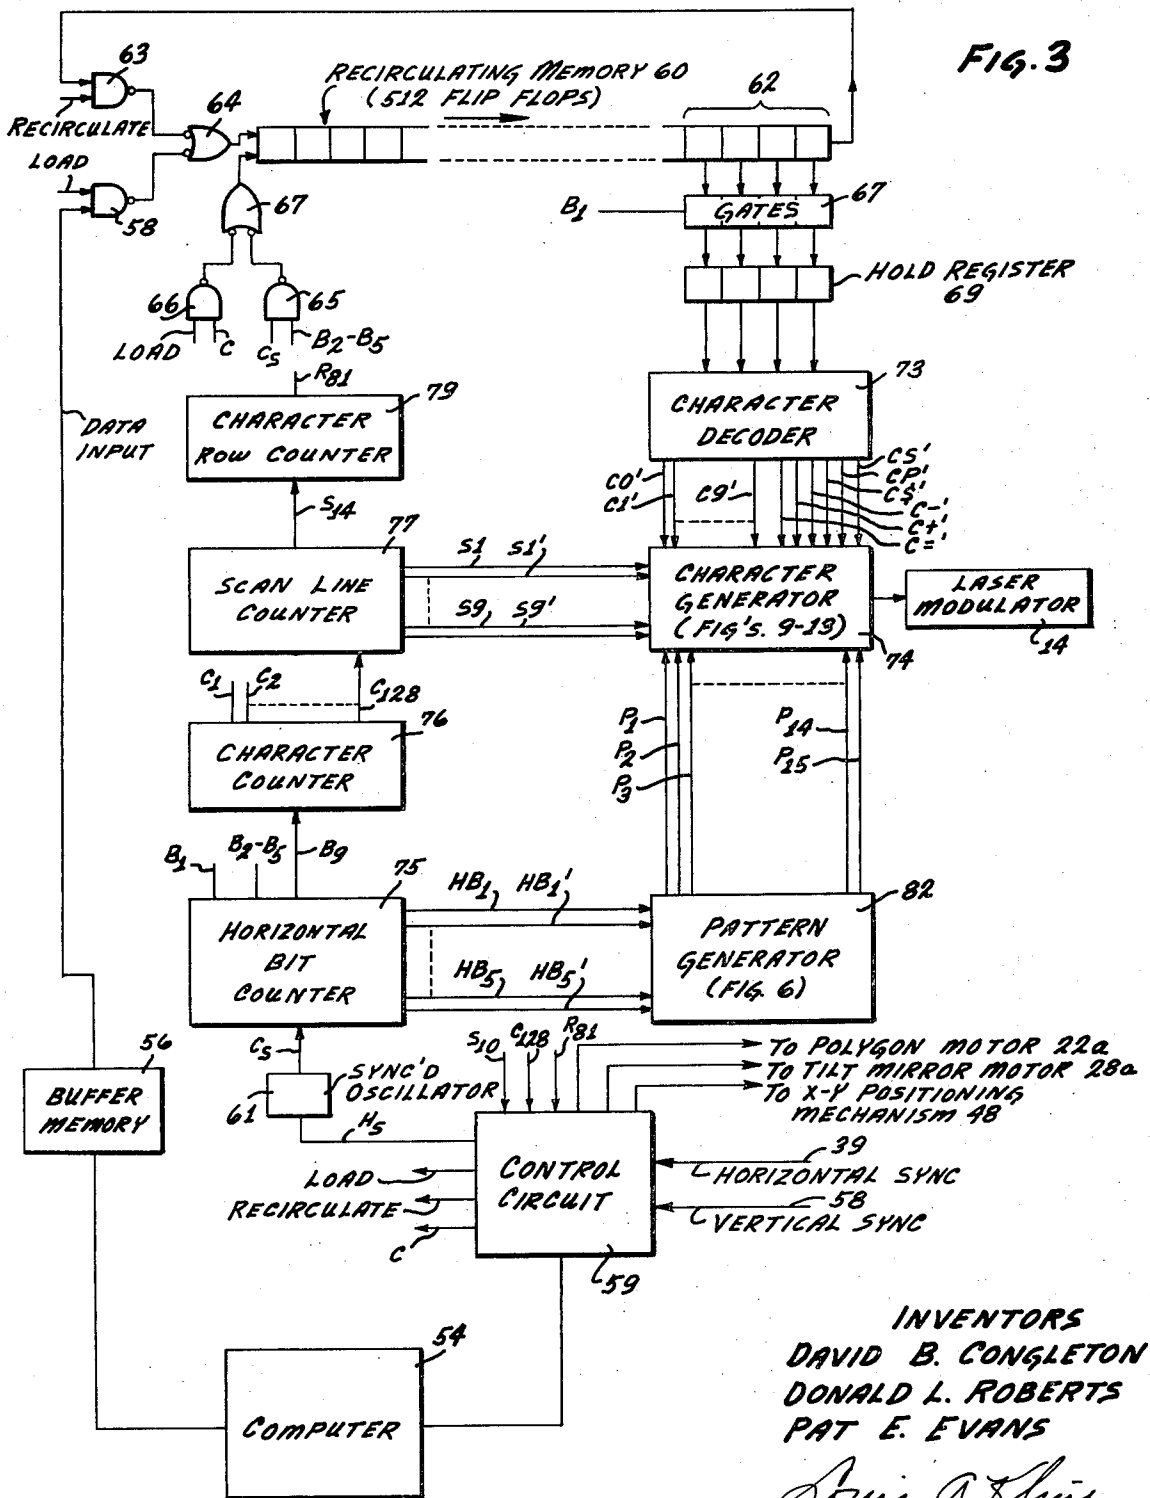 FIG. 3
63
RECIRCULATING MEMORY 60
(512 FLIP FLOPS)
62
64
RECIRCULATE
LOAD
58
67
B1
GATES
67
HOLD REGISTER
69
66
65
LOAD
C
CS
B2-B5
R81
79
CHARACTER
ROW COUNTER
DATA
INPUT
73
CHARACTER
DECODER
C0'
C1'
C9'
CS'
CP'
C$'
C-'
C+'
C='
S14
77
SCAN LINE
COUNTER
S1 S1'
S9 S9'
CHARACTER
GENERATOR
(FIG'S. 9-13)
74
LASER
MODULATOR
14
C1
C2
C128
76
CHARACTER
COUNTER
P1
P2
P3
P14
P15
B1
B2-B5
B9
75
HORIZONTAL
BIT
COUNTER
HB1 HB1'
HB5 HB5'
82
PATTERN
GENERATOR
(FIG. 6)
CS
SYNC'D
OSCILLATOR
61
HS
S10
C128
R81
TO POLYGON MOTOR 22a
TO TILT MIRROR MOTOR 28a
TO X-Y POSITIONING
MECHANISM 48
56
BUFFER
MEMORY
CONTROL
CIRCUIT
59
LOAD
RECIRCULATE
C
39
HORIZONTAL SYNC
58
VERTICAL SYNC
54
COMPUTER
INVENTORS
DAVID B. CONGLETON
DONALD L. ROBERTS
PAT E. EVANS